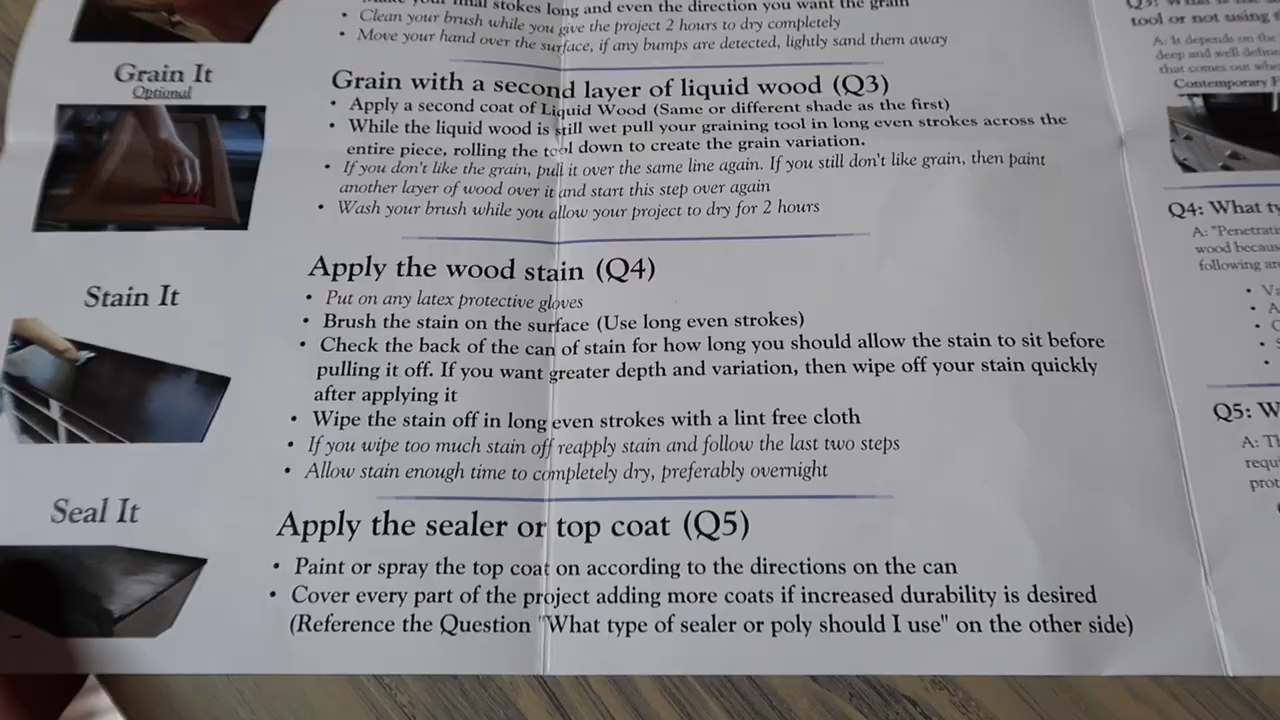 final stokes long and even the direction you want the grain
• Clean your brush while you give the project 2 hours to dry completely
• Move your hand over the surface, if any bumps are detected, lightly sand them away
Grain It
Optional
Grain with a second layer of liquid wood (Q3)
• Apply a second coat of Liquid Wood (Same or different shade as the first)
• While the liquid wood is still wet pull your graining tool in long even strokes across the
entire piece, rolling the tool down to create the grain variation.
• If you don't like the grain, pull it over the same line again. If you still don't like grain, then paint
another layer of wood over it and start this step over again
• Wash your brush while you allow your project to dry for 2 hours
Stain It
Apply the wood stain (Q4)
• Put on any latex protective gloves
• Brush the stain on the surface (Use long even strokes)
• Check the back of the can of stain for how long you should allow the stain to sit before
pulling it off. If you want greater depth and variation, then wipe off your stain quickly
after applying it
• Wipe the stain off in long even strokes with a lint free cloth
• If you wipe too much stain off reapply stain and follow the last two steps
• Allow stain enough time to completely dry, preferably overnight
Seal It
Apply the sealer or top coat (Q5)
• Paint or spray the top coat on according to the directions on the can
• Cover every part of the project adding more coats if increased durability is desired
(Reference the Question "What type of sealer or poly should I use" on the other side)
tool or not using
A: It depends on the
deep and well
that comes out
Contemporary
Q4: What
A:
wood
following
Q5:
A: